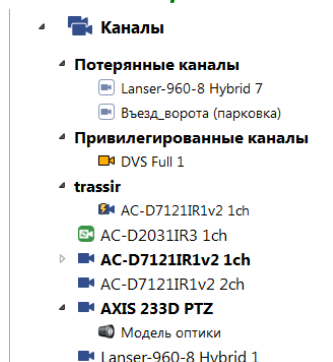 Каналы
Потерянные каналы
Lanser-960-8 Hybrid 7
Въезд_ворота (парковка)
Привилегированные каналы
DVS Full 1
trassir
AC-D7121IR1v2 1ch
AC-D2031IR3 1ch
AC-D7121IR1v2 1ch
AC-D7121IR1v2 2ch
AXIS 233D PTZ
Модель оптики
Lanser-960-8 Hybrid 1